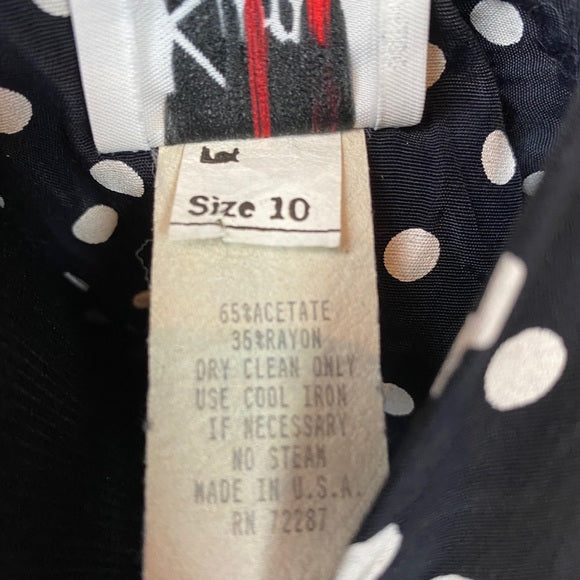 Size 10
65%ACETATE
35%RAYON
DRY CLEAN ONLY
USE COOL IRON
IF NECESSARY
NO STEAM
MADE IN U.S.A.
RN 72287